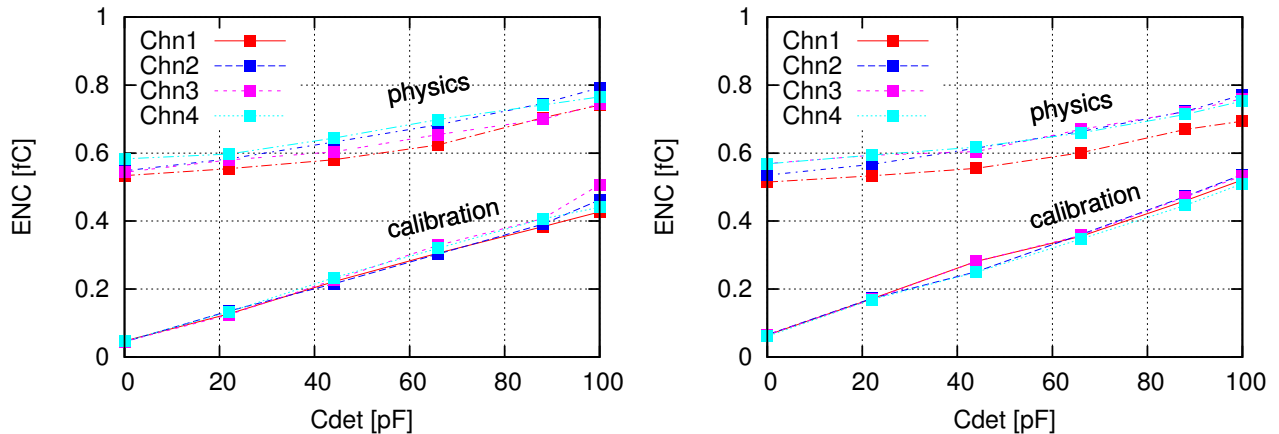 ENC [fC]
1
0.8
0.6
0.4
0.2
0
Chn1
Chn2
Chn3
Chn4
physics
calibration
0 20 40 60 80 100
Cdet [pF]
ENC [fC]
1
0.8
0.6
0.4
0.2
0
Chn1
Chn2
Chn3
Chn4
physics
calibration
0 20 40 60 80 100
Cdet [pF]